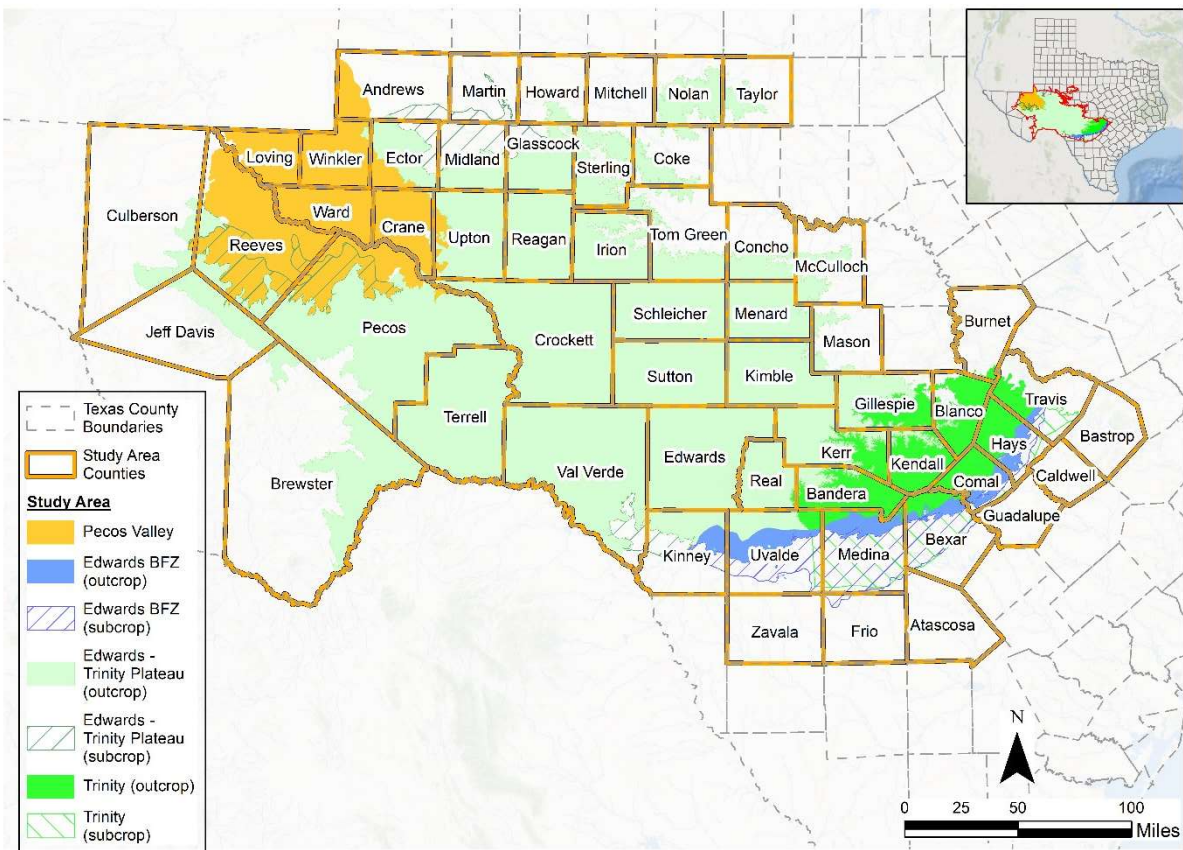 Andrews
Martin
Howard
Mitchell
Nolan
Taylor
Loving
Winkler
Ector
Midland
Glasscock
Sterling
Coke
Culberson
Reeves
Ward
Crane
Upton
Reagan
Irion
Tom Green
Concho
McCulloch
Jeff Davis
Pecos
Crockett
Schleicher
Menard
Mason
Burnet
Sutton
Kimble
Terrell
Gillespie
Blanco
Travis
Brewster
Val Verde
Edwards
Real
Kerr
Kendall
Hays
Bastrop
Bandera
Comal
Caldwell
Guadalupe
Kinney
Uvalde
Medina
Bexar
Zavala
Frio
Atascosa
Texas County
Boundaries
Study Area
Counties
Study Area
Pecos Valley
Edwards BFZ
(outcrop)
Edwards BFZ
(subcrop)
Edwards -
Trinity Plateau
(outcrop)
Edwards -
Trinity Plateau
(subcrop)
Trinity (outcrop)
Trinity
(subcrop)
N
0 25 50 100
Miles